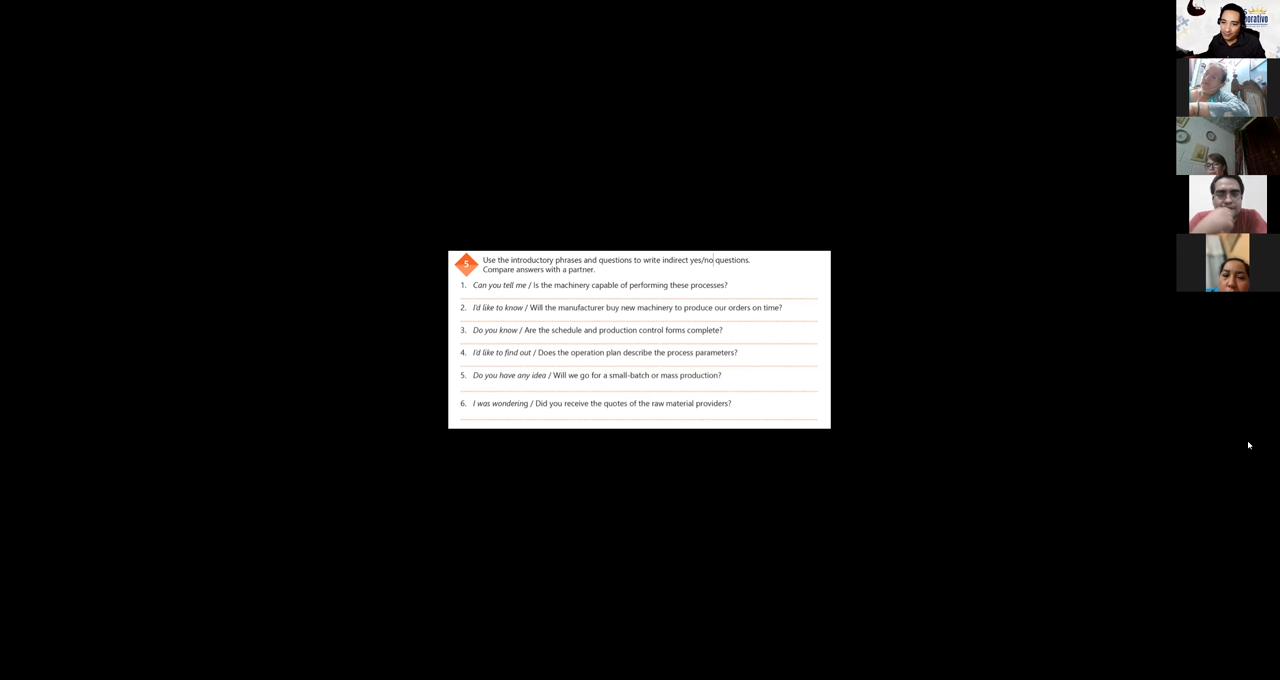 5 Use the introductory phrases and questions to write indirect yes/no questions.
Compare answers with a partner.
1. Can you tell me / Is the machinery capable of performing these processes?
2. I'd like to know / Will the manufacturer buy new machinery to produce our orders on time?
3. Do you know / Are the schedule and production control forms complete?
4. I'd like to find out / Does the operation plan describe the process parameters?
5. Do you have any idea / Will we go for a small-batch or mass production?
6. I was wondering / Did you receive the quotes of the raw material providers?